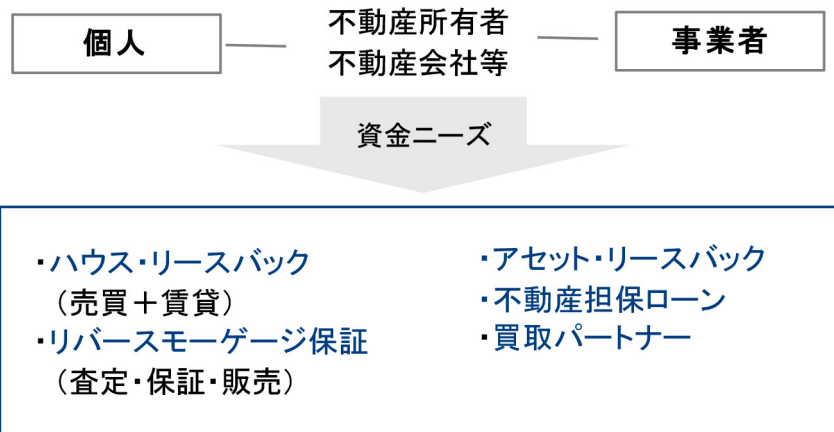 個人
不動産所有者
不動産会社等
事業者
資金ニーズ
・ハウス・リースバック
（売買＋賃貸）
・リバースモーゲージ保証
（査定・保証・販売）
・アセット・リースバック
・不動産担保ローン
・買取パートナー